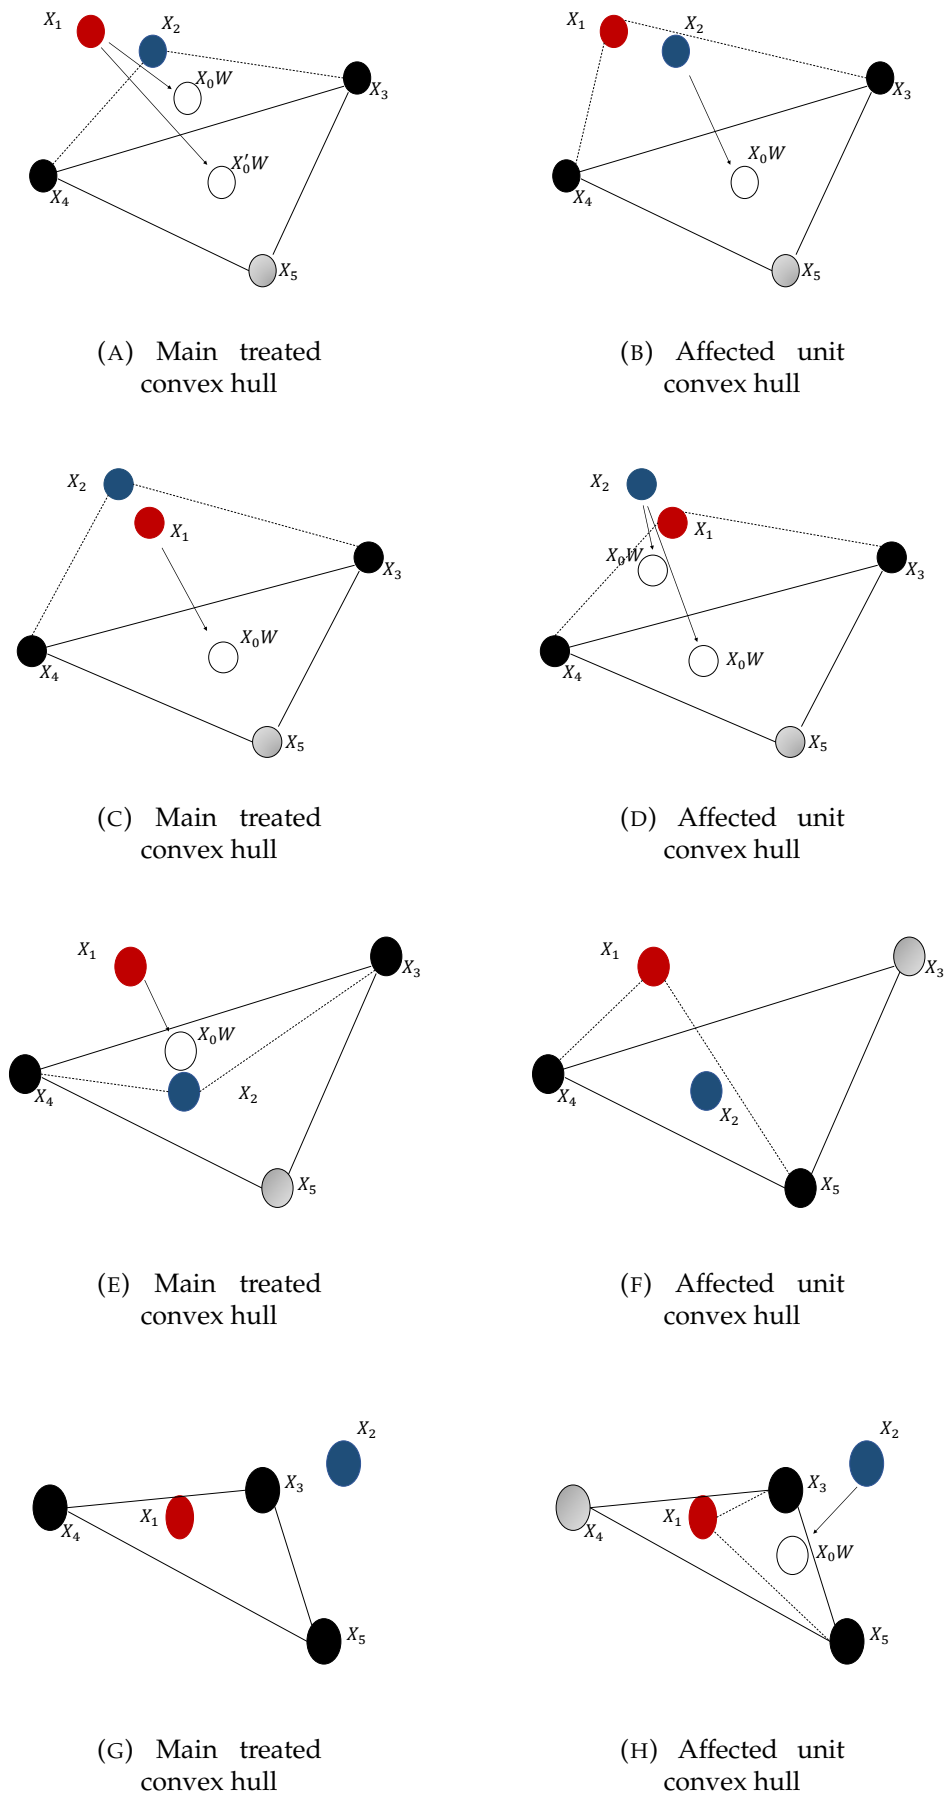 X₁
X₂
X₀W
X₃
X₀′W
X₄
X₅
(A) Main treated
convex hull
X₁
X₂
X₃
X₀W
X₄
X₅
(B) Affected unit
convex hull
X₂
X₁
X₃
X₀W
X₄
X₅
(C) Main treated
convex hull
X₂
X₁
X₀W
X₃
X₀W
X₄
X₅
(D) Affected unit
convex hull
X₁
X₃
X₀W
X₂
X₄
X₅
(E) Main treated
convex hull
X₁
X₃
X₄
X₂
X₅
(F) Affected unit
convex hull
X₂
X₃
X₁
X₄
X₅
(G) Main treated
convex hull
X₂
X₃
X₁
X₄
X₀W
X₅
(H) Affected unit
convex hull